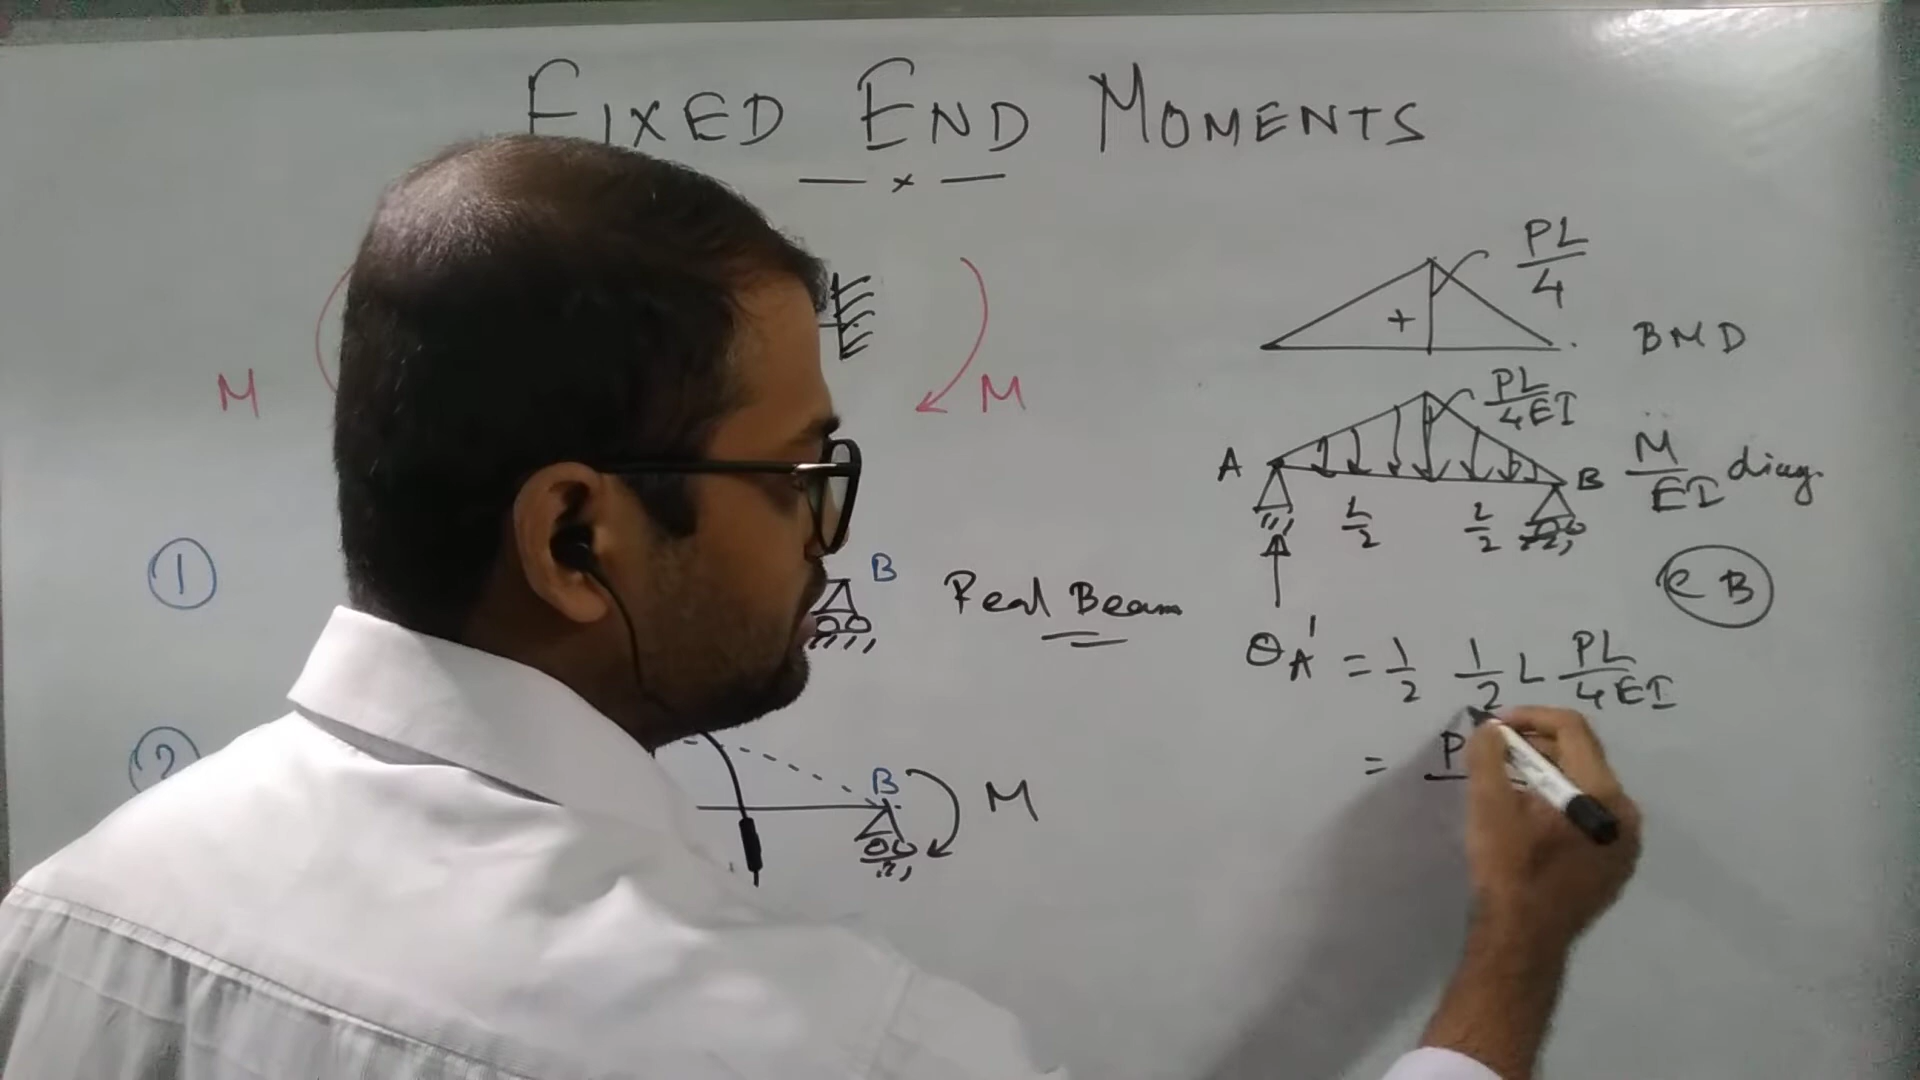 FIXED END MOMENTS
— x —
PL/4
+
BMD
M
M
PL/4EI
A
B
M/EI diag.
L/2
L/2
1
B
Real Beam
CB
θA' = 1/2 1/2 L PL/4EI
= P
2
B
M